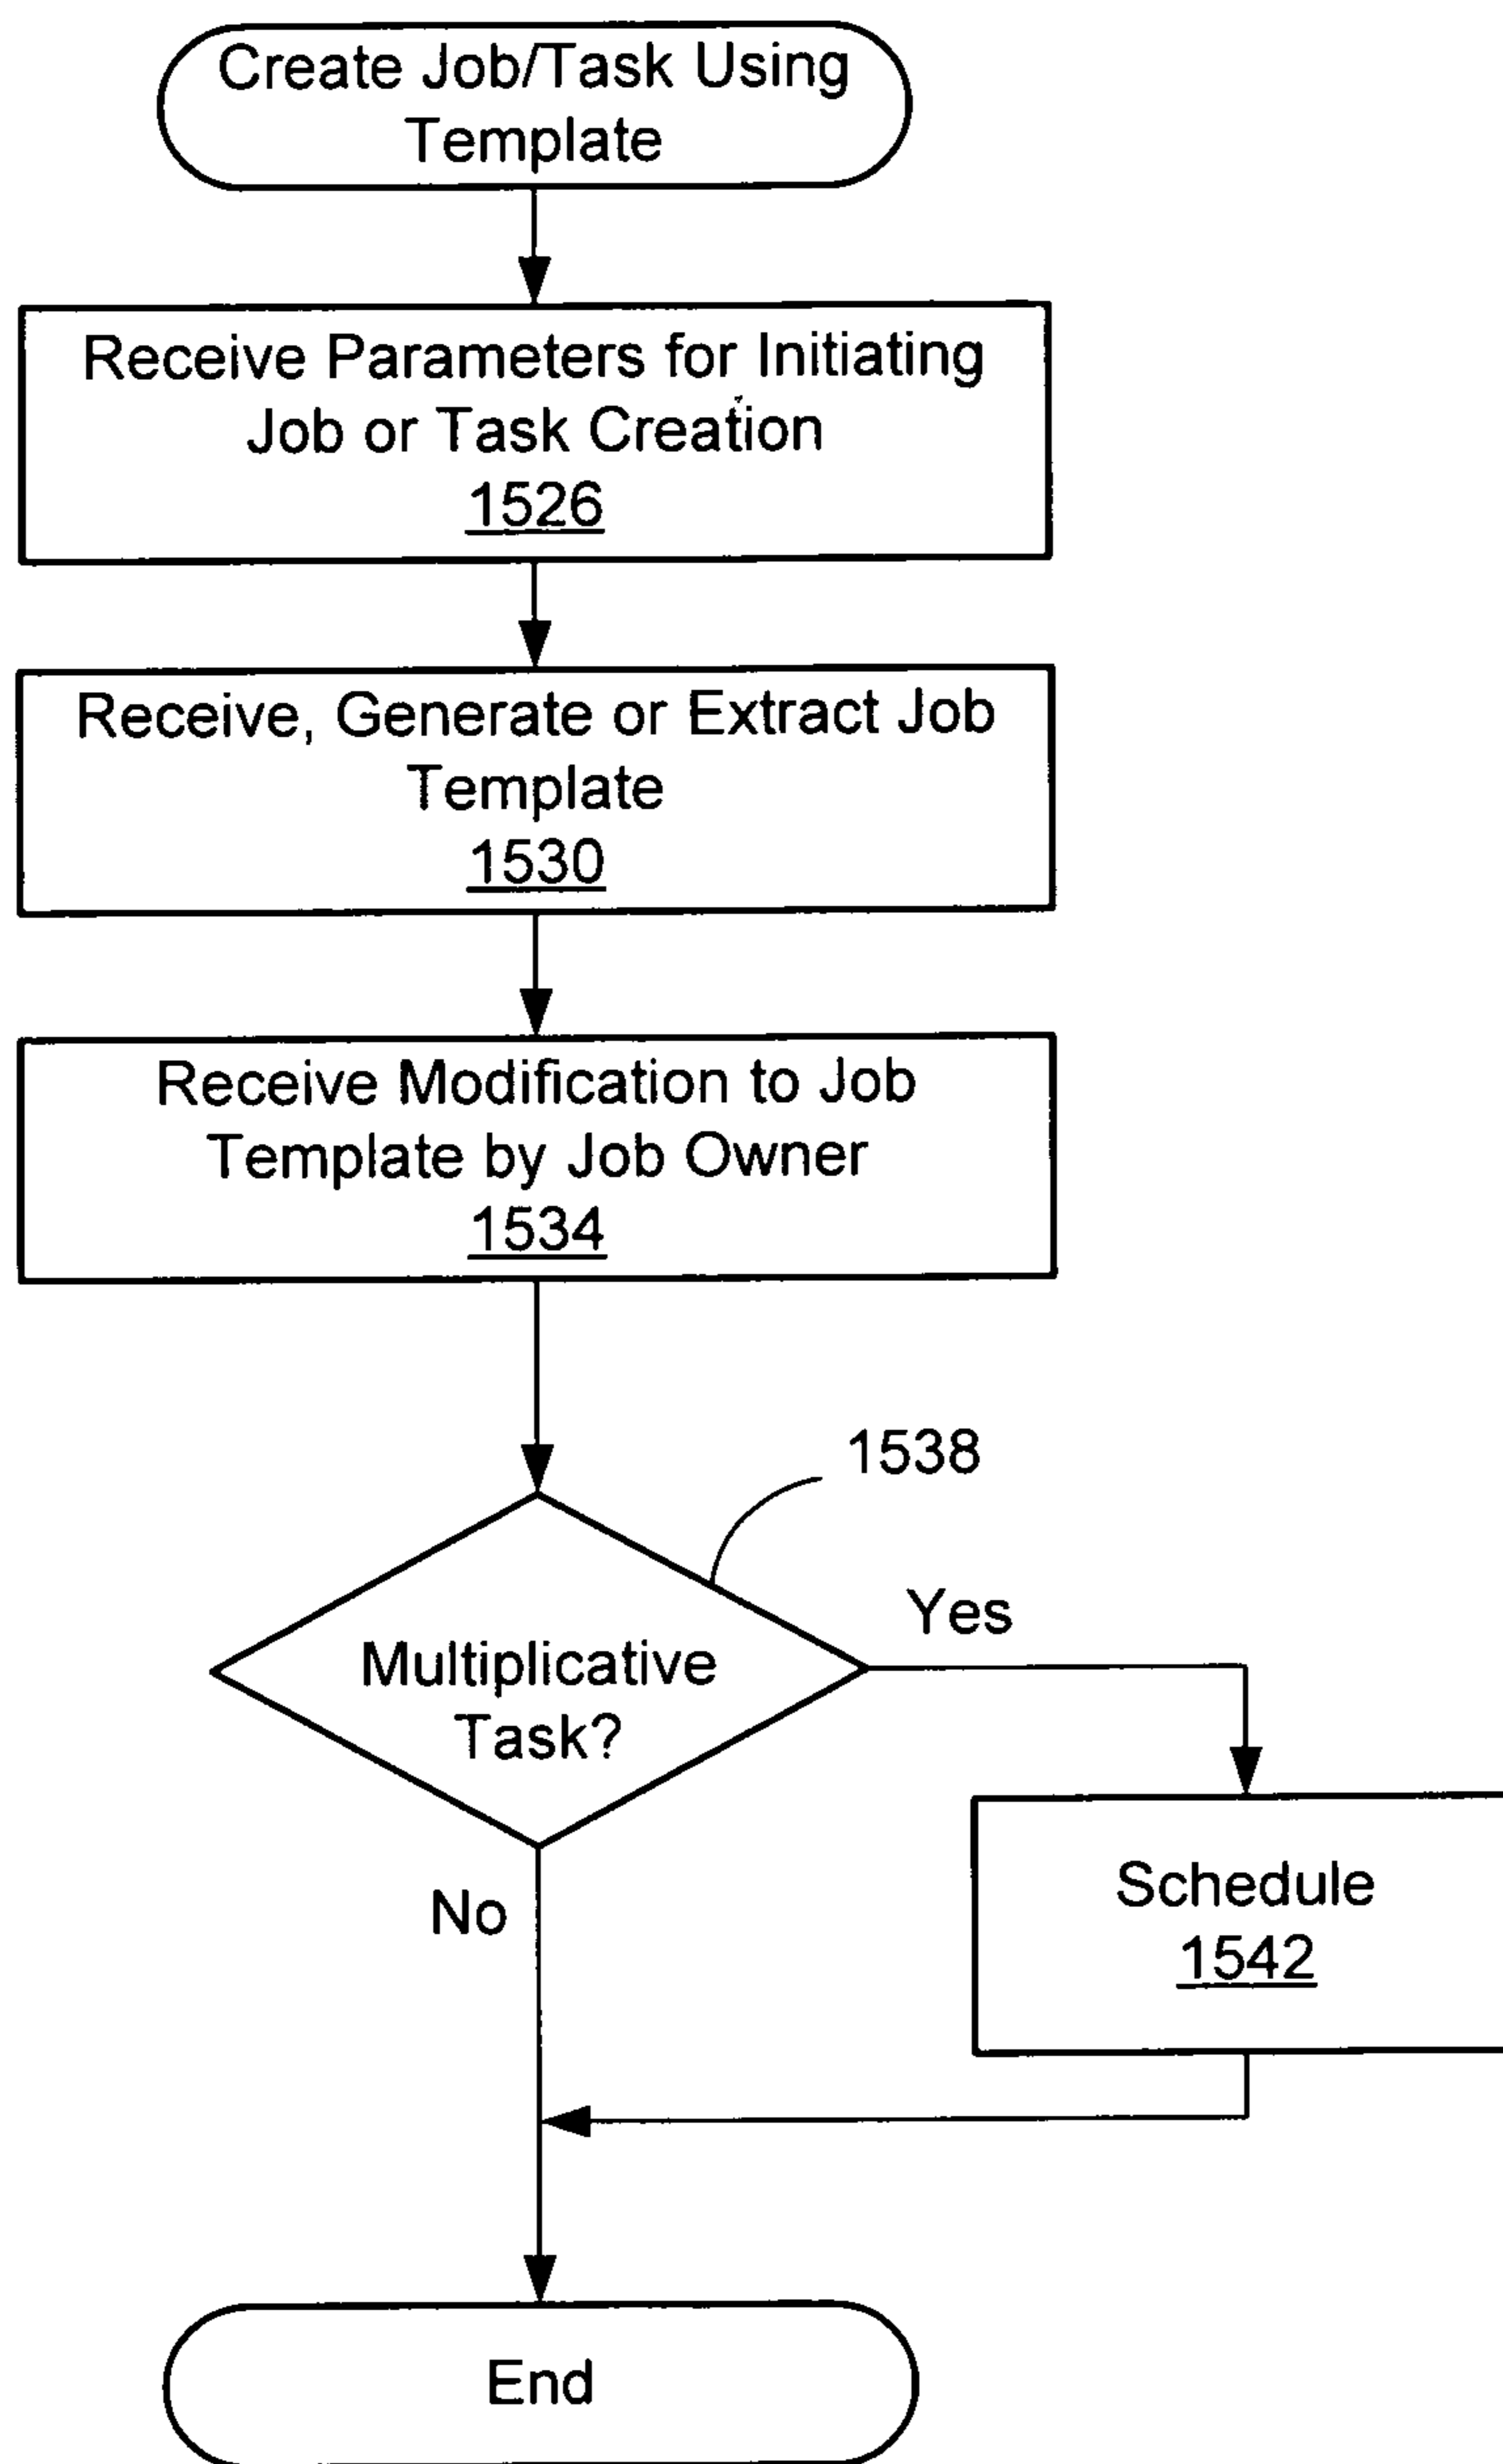 Create Job/Task Using
Template
Receive Parameters for Initiating
Job or Task Creation
1526
Receive, Generate or Extract Job
Template
1530
Receive Modification to Job
Template by Job Owner
1534
1538
Yes
Multiplicative
Task?
No
Schedule
1542
End